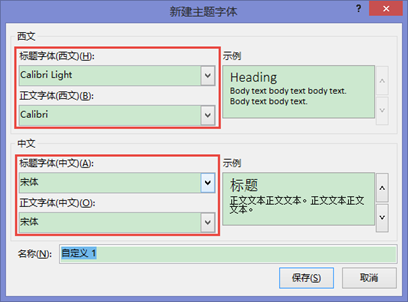 新建主题字体
?
西文
标题字体(西文)(H):
Calibri Light
正文字体(西文)(B):
Calibri
示例
Heading
Body text body text body text.
Body text body text.
中文
标题字体(中文)(A):
宋体
正文字体(中文)(O):
宋体
示例
标题
正文文本正文文本。正文文本正文
文本。
名称(N):
自定义 1
保存(S)
取消